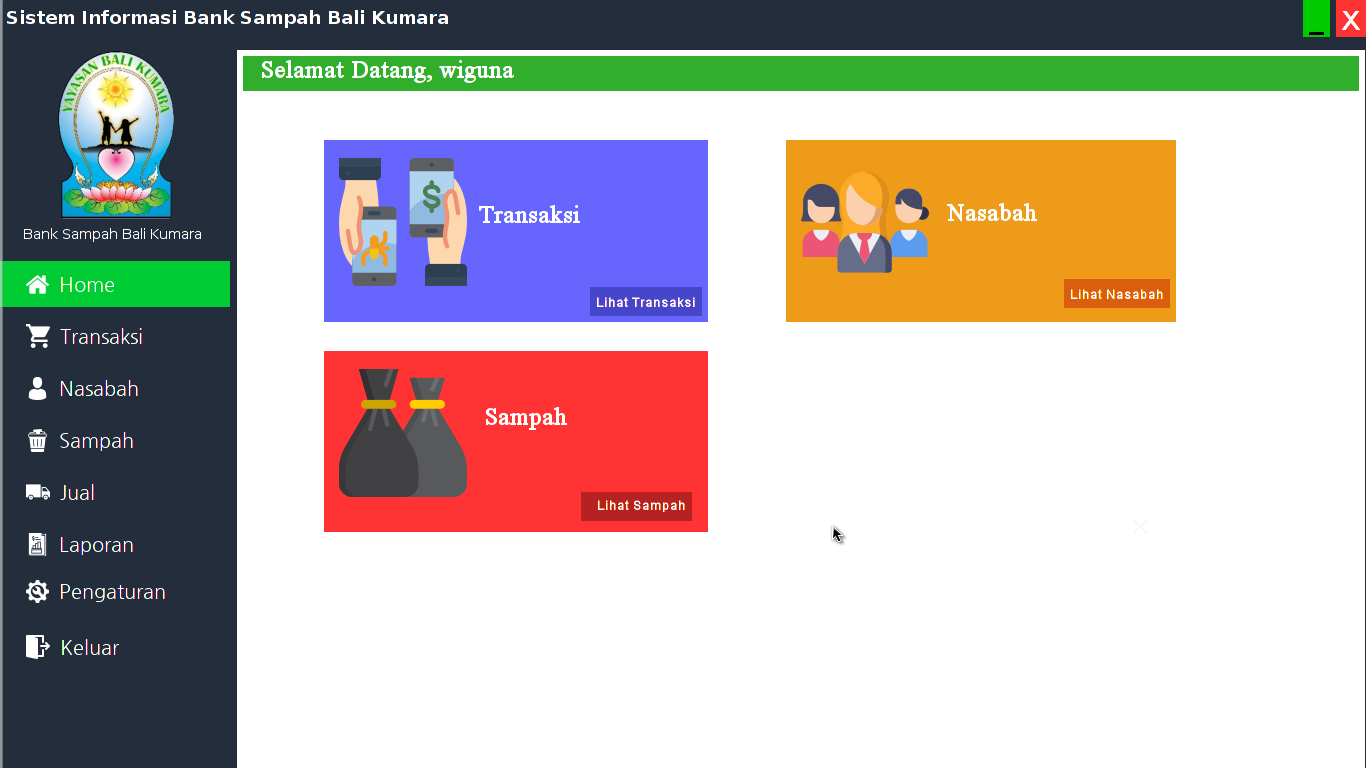 Sistem Informasi Bank Sampah Bali Kumara
_
X
YAYASAN BALI KUMARA
Bank Sampah Bali Kumara
Home
Transaksi
Nasabah
Sampah
Jual
Laporan
Pengaturan
Keluar
Selamat Datang, wiguna
$
Transaksi
Lihat Transaksi
Nasabah
Lihat Nasabah
Sampah
Lihat Sampah